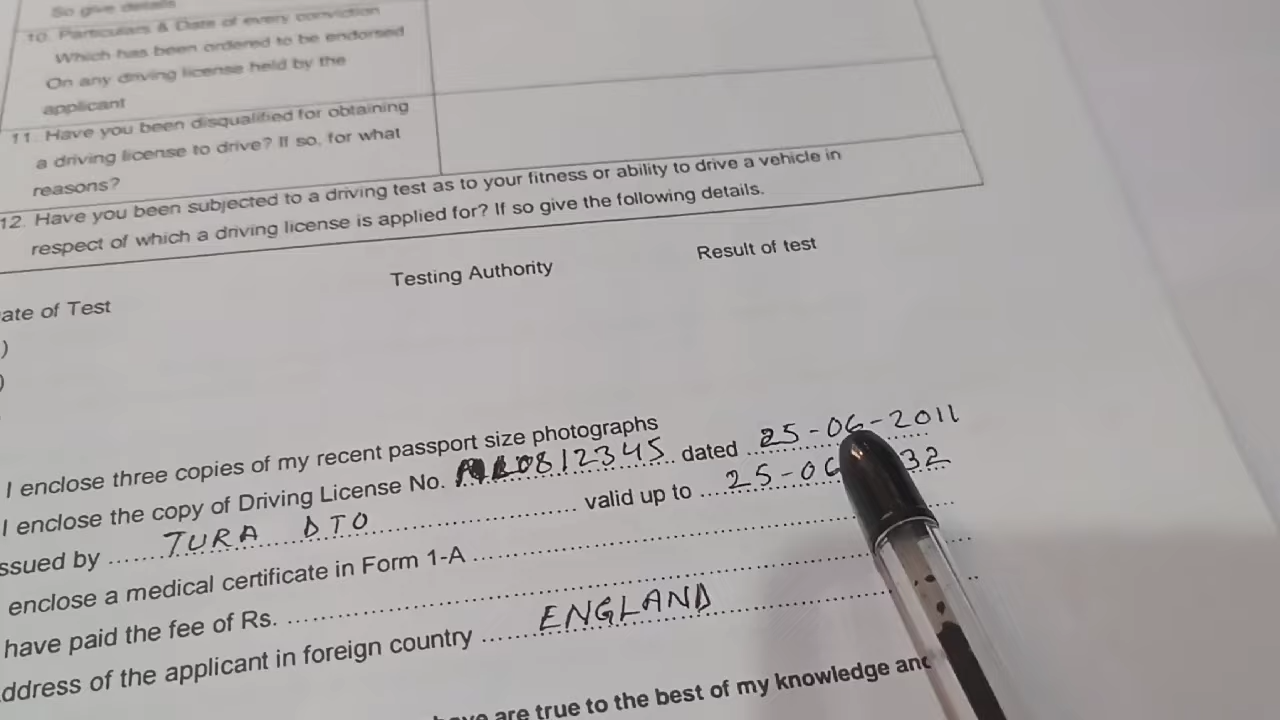 So give details
10. Particulars & Date of every conviction
Which has been ordered to be endorsed
On any driving license held by the
applicant
11. Have you been disqualified for obtaining
a driving license to drive? If so, for what
reasons?
12. Have you been subjected to a driving test as to your fitness or ability to drive a vehicle in
respect of which a driving license is applied for? If so give the following details.
ate of Test Testing Authority Result of test
)
)
I enclose three copies of my recent passport size photographs
I enclose the copy of Driving License No. 0812345 dated 25-06-2011
ssued by TURA DTO valid up to 25-06 32
enclose a medical certificate in Form 1-A
have paid the fee of Rs.
ddress of the applicant in foreign country ENGLAND
are true to the best of my knowledge and